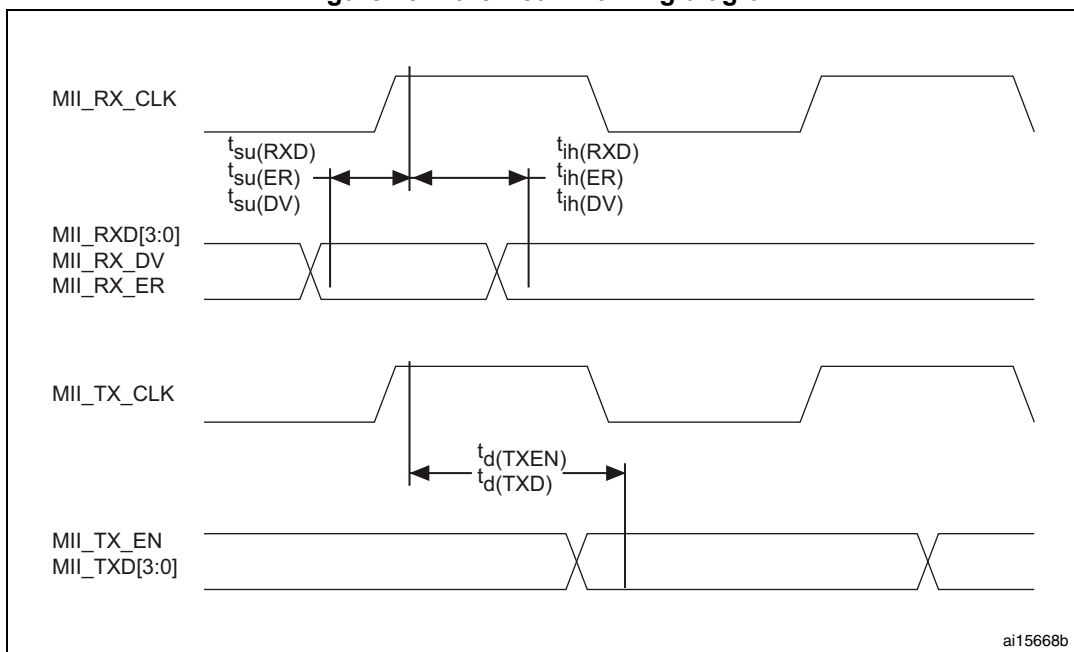 MII_RX_CLK
tsu(RXD)
tsu(ER)
tsu(DV)
tih(RXD)
tih(ER)
tih(DV)
MII_RXD[3:0]
MII_RX_DV
MII_RX_ER
MII_TX_CLK
td(TXEN)
td(TXD)
MII_TX_EN
MII_TXD[3:0]
ai15668b